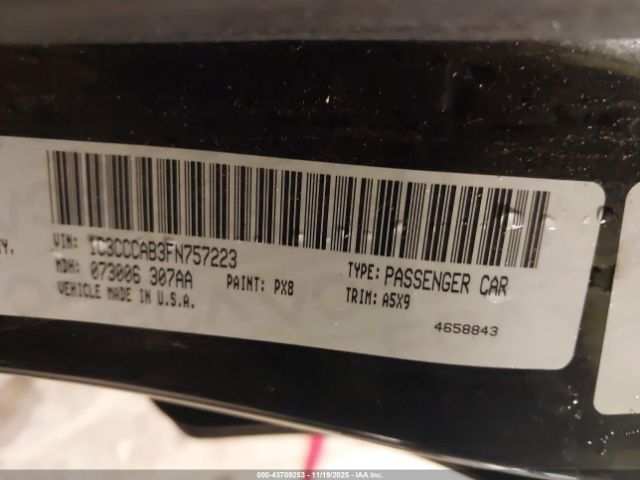 VIN: 1C3CCCAB3FN757223
MDH: 073006 307AA
PAINT: PX8
VEHICLE MADE IN U.S.A.
TYPE: PASSENGER CAR
TRIM: A5X9
4658843
000-43709253 - 11/19/2025 - IAA Inc.